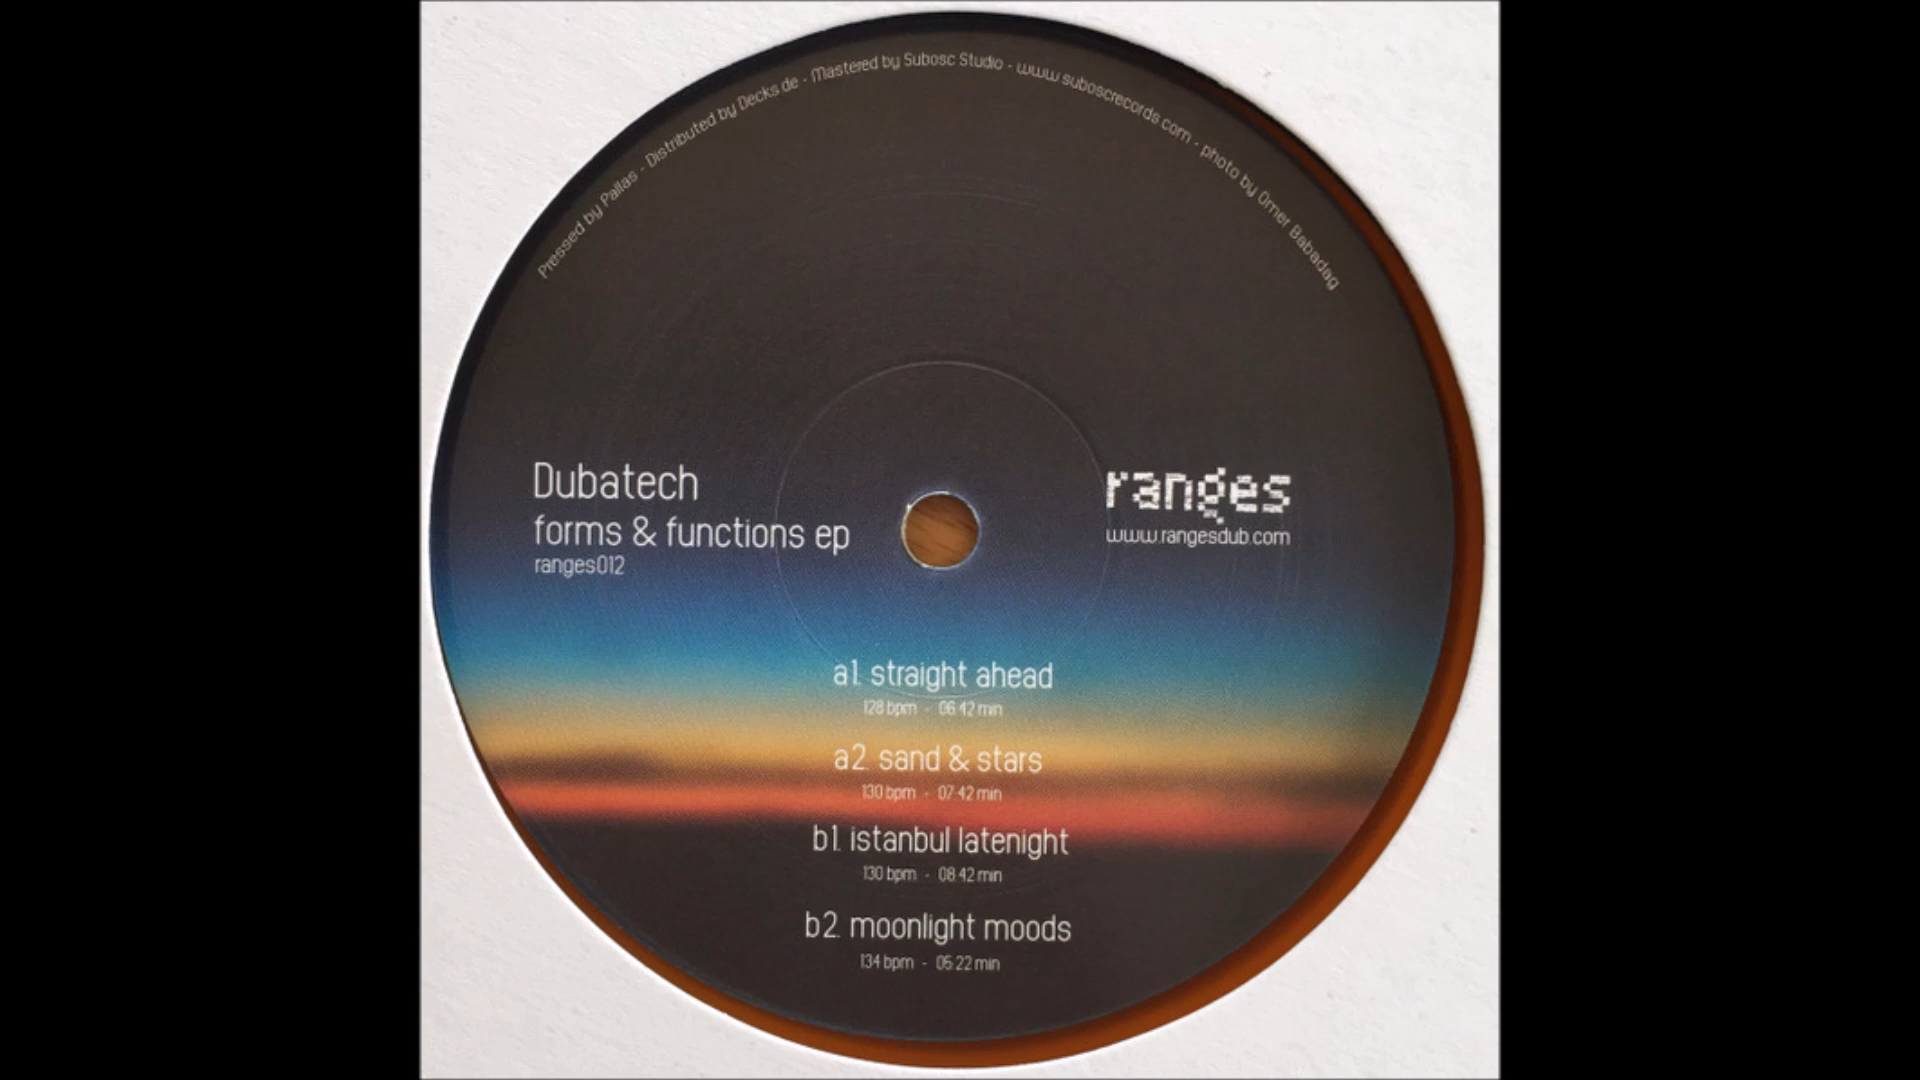 Pressed by Pallas - Distributed by Decks.de - Mastered by Subosc Studio - www.suboscrecords.com - photo by Omer Babadag
Dubatech
forms & functions ep
ranges012
ranges
www.rangesdub.com
a1. straight ahead
128 bpm - 06:42 min
a2. sand & stars
130 bpm - 07:42 min
b1. istanbul latenight
130 bpm - 08:42 min
b2. moonlight moods
134 bpm - 05:22 min